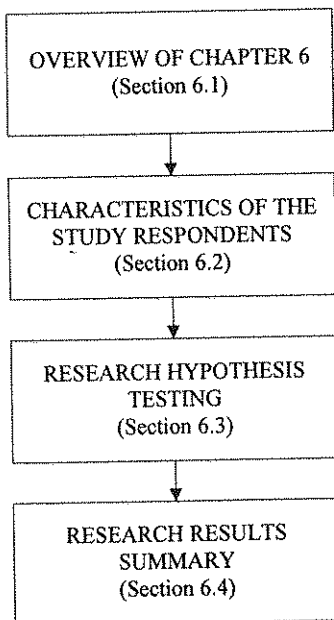 OVERVIEW OF CHAPTER 6
(Section 6.1)
CHARACTERISTICS OF THE
STUDY RESPONDENTS
(Section 6.2)
RESEARCH HYPOTHESIS
TESTING
(Section 6.3)
RESEARCH RESULTS
SUMMARY
(Section 6.4)